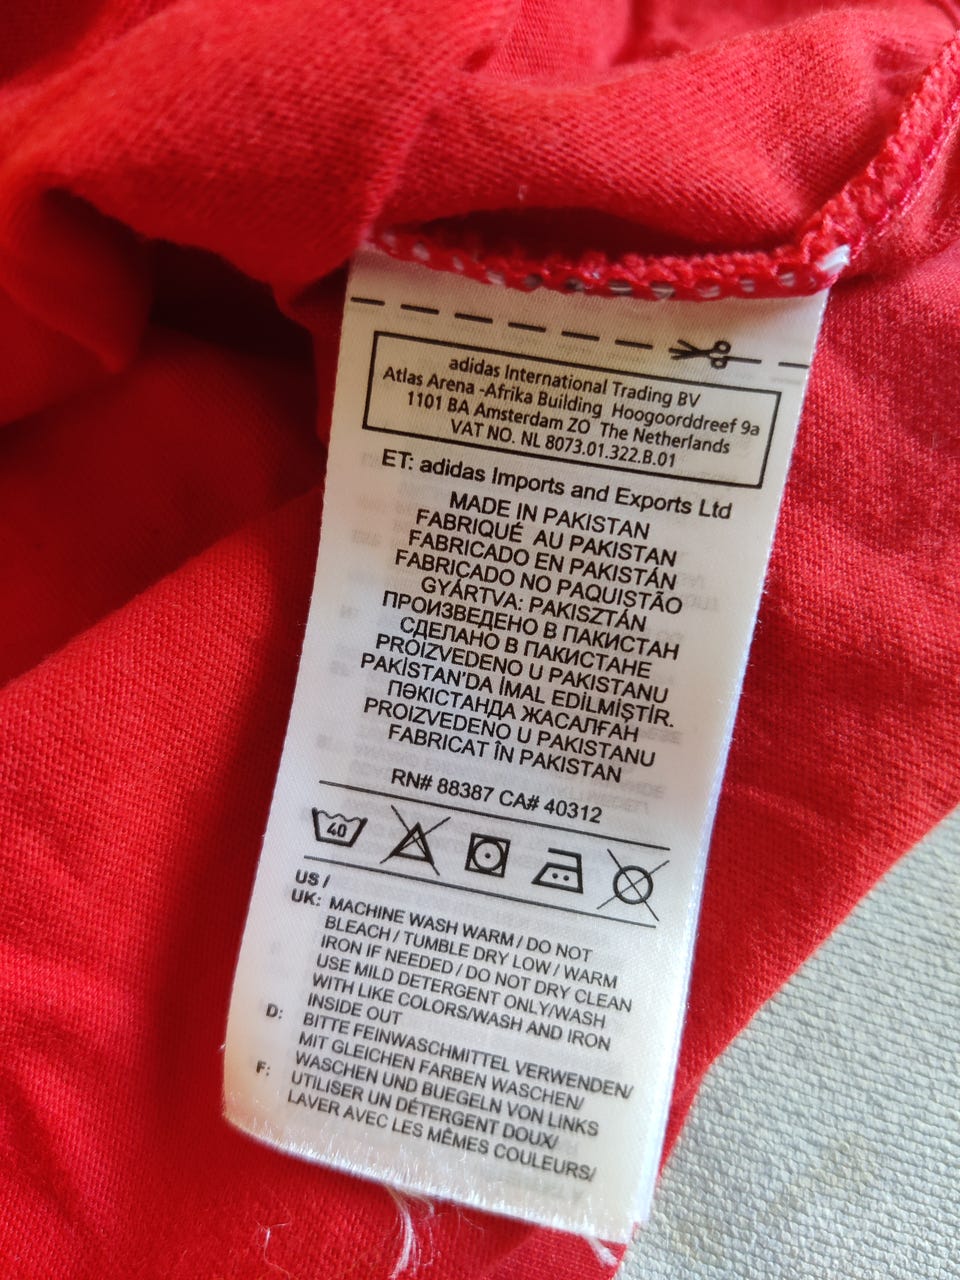 adidas International Trading BV
Atlas Arena -Afrika Building Hoogoorddreef 9a
1101 BA Amsterdam ZO The Netherlands
VAT NO. NL 8073.01.322.B.01
ET: adidas Imports and Exports Ltd
MADE IN PAKISTAN
FABRIQUÉ AU PAKISTAN
FABRICADO EN PAKISTÁN
FABRICADO NO PAQUISTÃO
GYÁRTVA: PAKISZTÁN
ПРОИЗВЕДЕНО В ПАКИСТАН
СДЕЛАНО В ПАКИСТАНЕ
PROIZVEDENO U PAKISTANU
PAKİSTAN'DA İMAL EDİLMİŞTİR.
ПӘКІСТАНДА ЖАСАЛҒАН
PROIZVEDENO U PAKISTANU
FABRICAT ÎN PAKISTAN
RN# 88387 CA# 40312
40
US /
UK: MACHINE WASH WARM / DO NOT
BLEACH / TUMBLE DRY LOW / WARM
IRON IF NEEDED / DO NOT DRY CLEAN
USE MILD DETERGENT ONLY/WASH
WITH LIKE COLORS/WASH AND IRON
INSIDE OUT
D: BITTE FEINWASCHMITTEL VERWENDEN/
MIT GLEICHEN FARBEN WASCHEN/
WASCHEN UND BUEGELN VON LINKS
F: UTILISER UN DÉTERGENT DOUX/
LAVER AVEC LES MÊMES COULEURS/